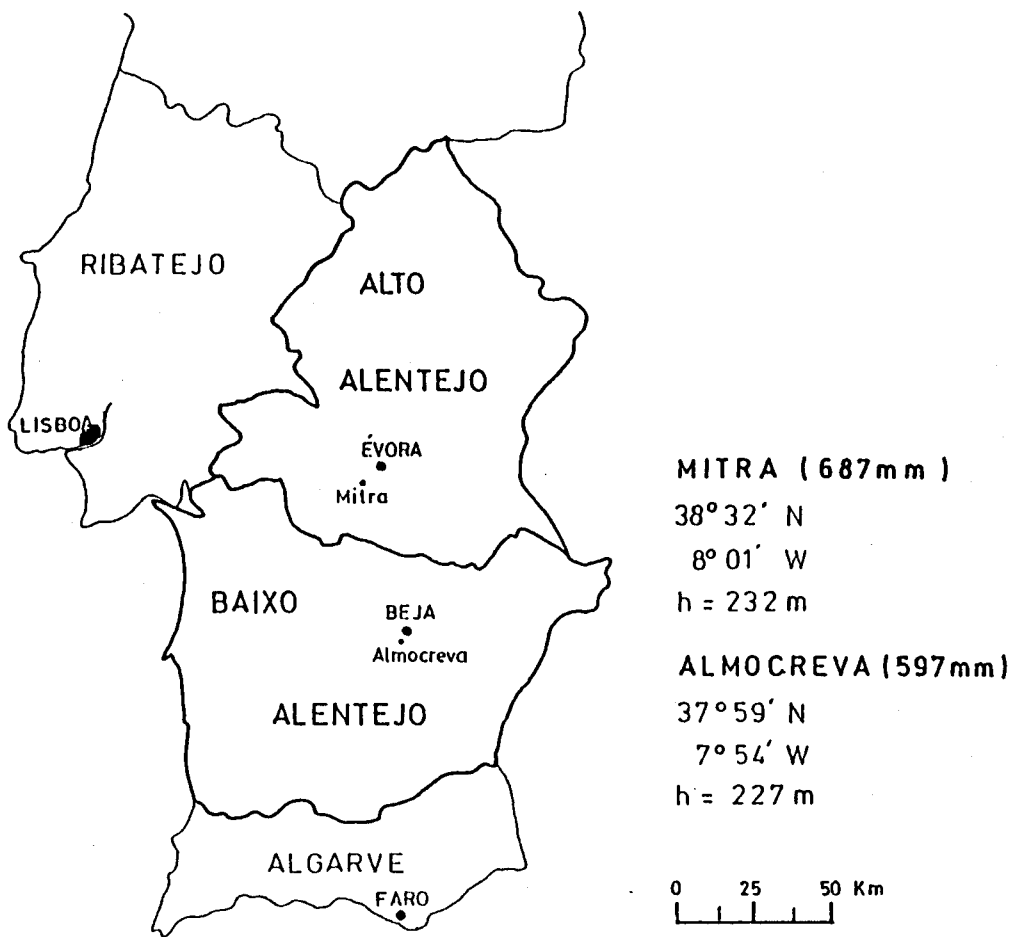 RIBATEJO
ALTO
ALENTEJO
LISBOA
ÉVORA
Mitra
BAIXO
BEJA
Almocreva
ALENTEJO
ALGARVE
FARO
MITRA (687mm)
38°32′ N
8°01′ W
h = 232 m
ALMOCREVA (597mm)
37°59′ N
7°54′ W
h = 227 m
0 25 50 Km